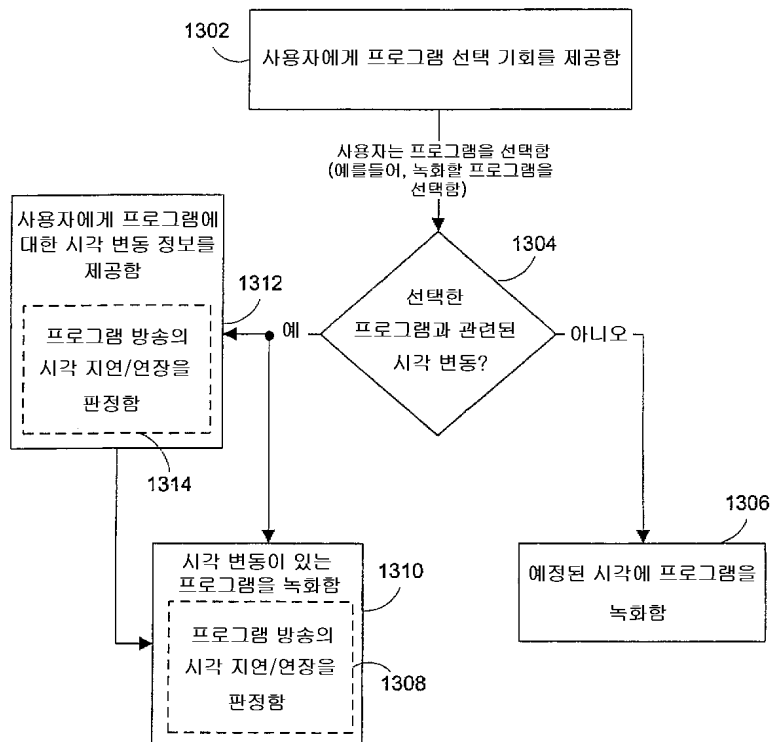 1302
사용자에게 프로그램 선택 기회를 제공함
사용자는 프로그램을 선택함
(예를들어, 녹화할 프로그램을
선택함)
1304
선택한
프로그램과 관련된
시각 변동?
예
아니오
사용자에게 프로그램에
대한 시각 변동 정보를
제공함
1312
프로그램 방송의
시각 지연/연장을
판정함
1314
1306
예정된 시각에 프로그램을
녹화함
시각 변동이 있는
프로그램을 녹화함
1310
프로그램 방송의
시각 지연/연장을
판정함
1308